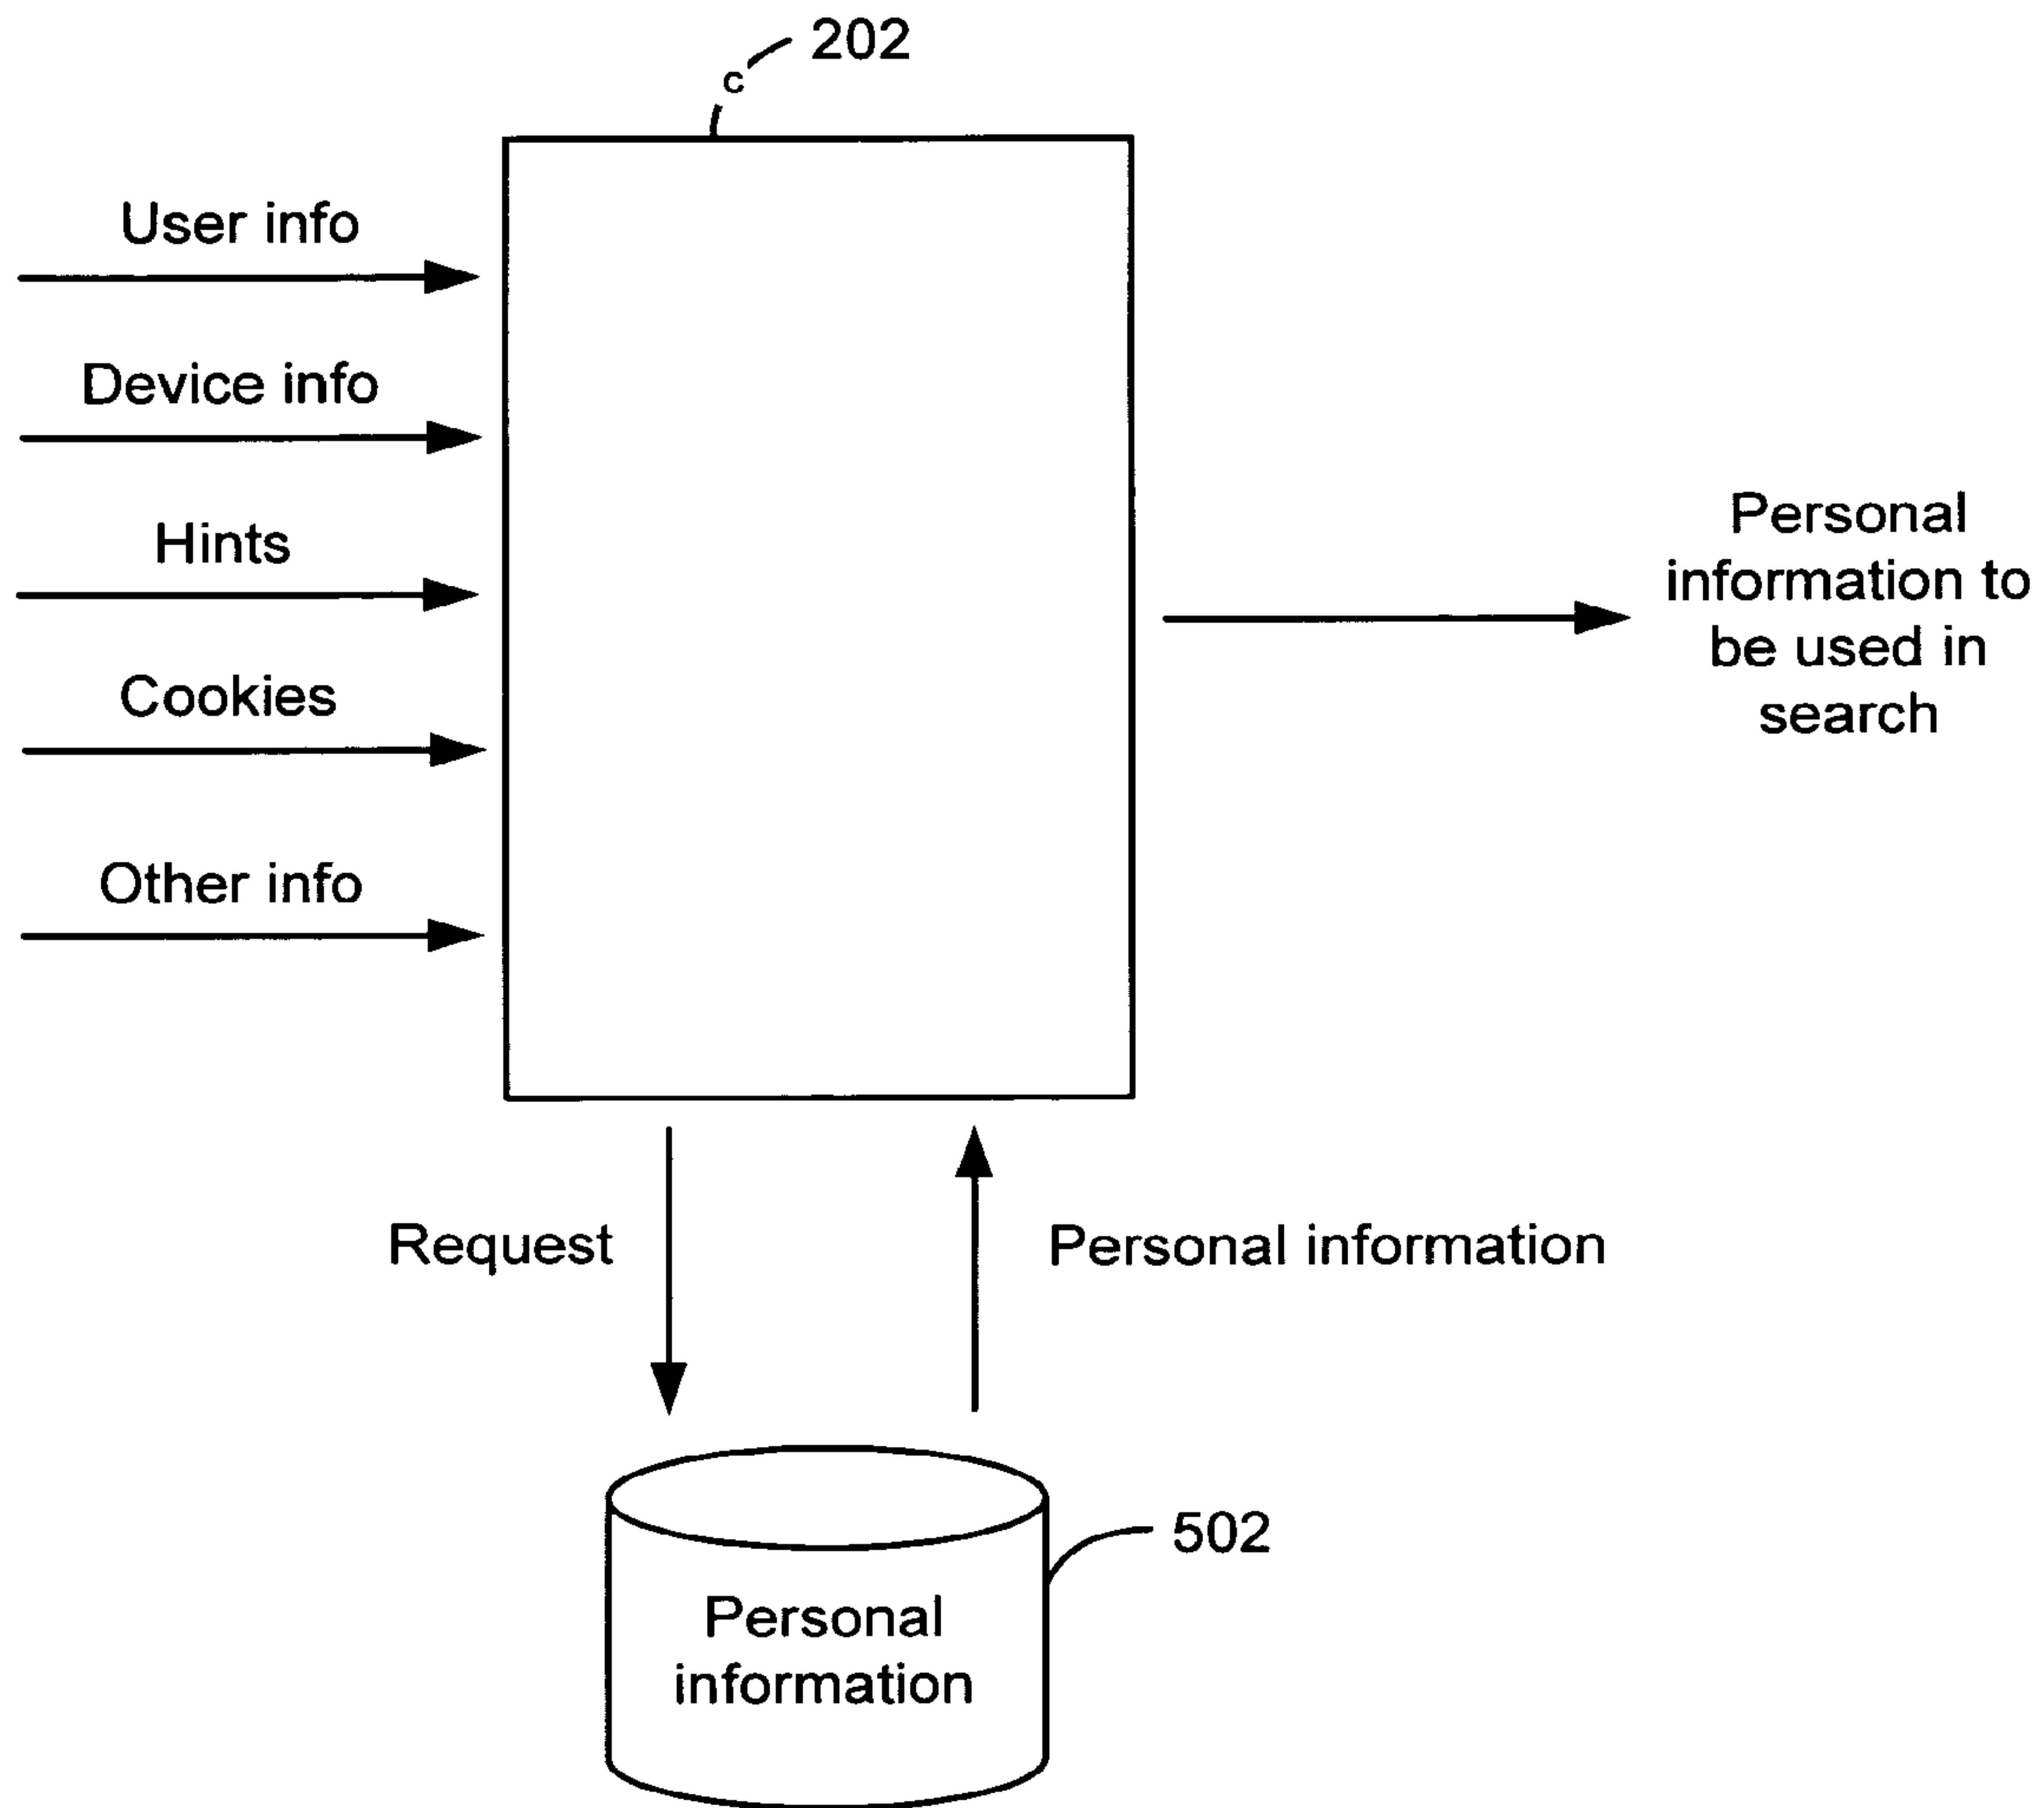 202
c
User info
Device info
Hints
Cookies
Other info
Personal
information to
be used in
search
Request
Personal information
502
Personal
information